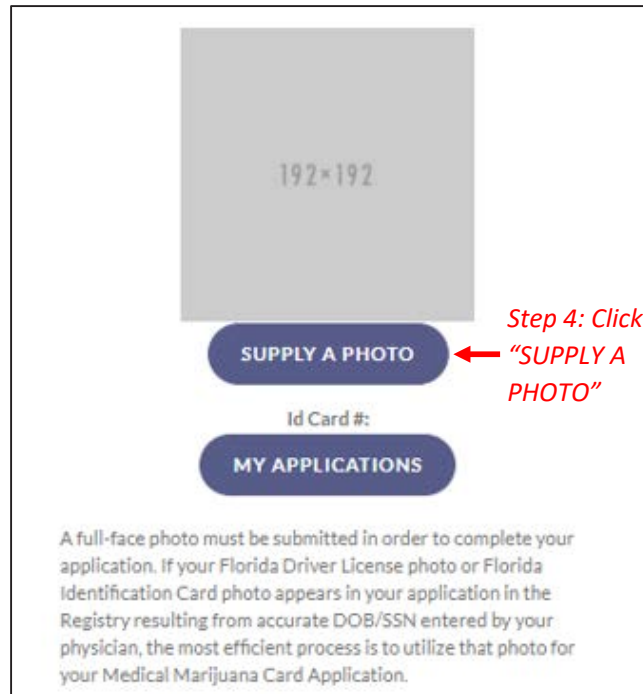 192×192
SUPPLY A PHOTO
Step 4: Click
“SUPPLY A
PHOTO”
Id Card #:
MY APPLICATIONS
A full-face photo must be submitted in order to complete your
application. If your Florida Driver License photo or Florida
Identification Card photo appears in your application in the
Registry resulting from accurate DOB/SSN entered by your
physician, the most efficient process is to utilize that photo for
your Medical Marijuana Card Application.